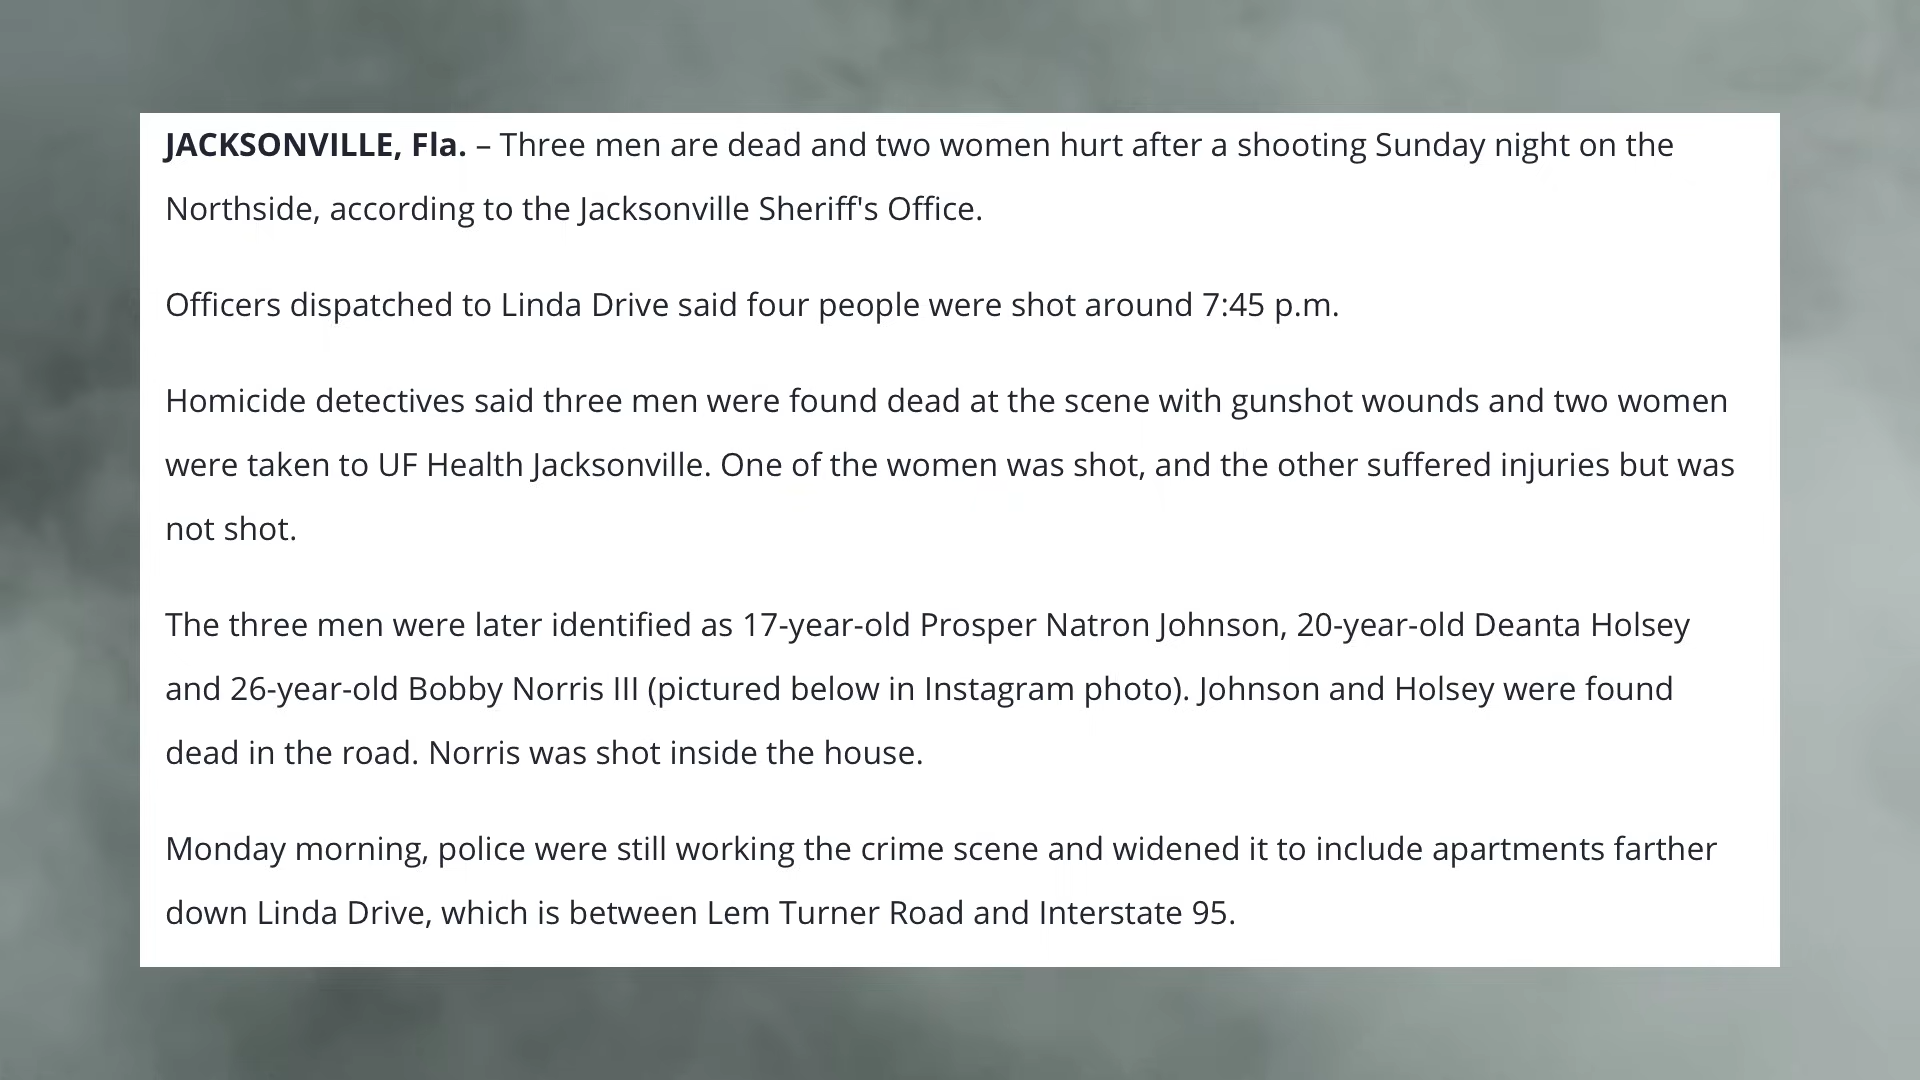 JACKSONVILLE, Fla. – Three men are dead and two women hurt after a shooting Sunday night on the
Northside, according to the Jacksonville Sheriff's Office.
Officers dispatched to Linda Drive said four people were shot around 7:45 p.m.
Homicide detectives said three men were found dead at the scene with gunshot wounds and two women
were taken to UF Health Jacksonville. One of the women was shot, and the other suffered injuries but was
not shot.
The three men were later identified as 17-year-old Prosper Natron Johnson, 20-year-old Deanta Holsey
and 26-year-old Bobby Norris III (pictured below in Instagram photo). Johnson and Holsey were found
dead in the road. Norris was shot inside the house.
Monday morning, police were still working the crime scene and widened it to include apartments farther
down Linda Drive, which is between Lem Turner Road and Interstate 95.